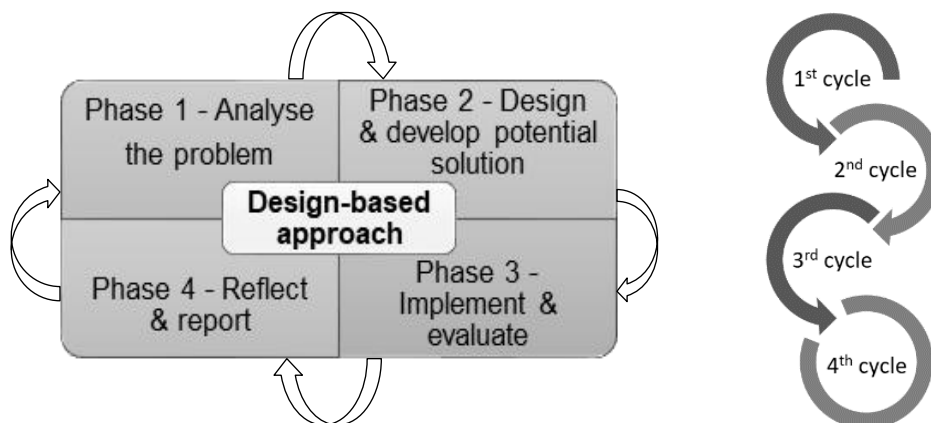 Phase 1 - Analyse
the problem
Phase 2 - Design
& develop potential
solution
Design-based
approach
Phase 4 - Reflect
& report
Phase 3 -
Implement &
evaluate
1st cycle
2nd cycle
3rd cycle
4th cycle